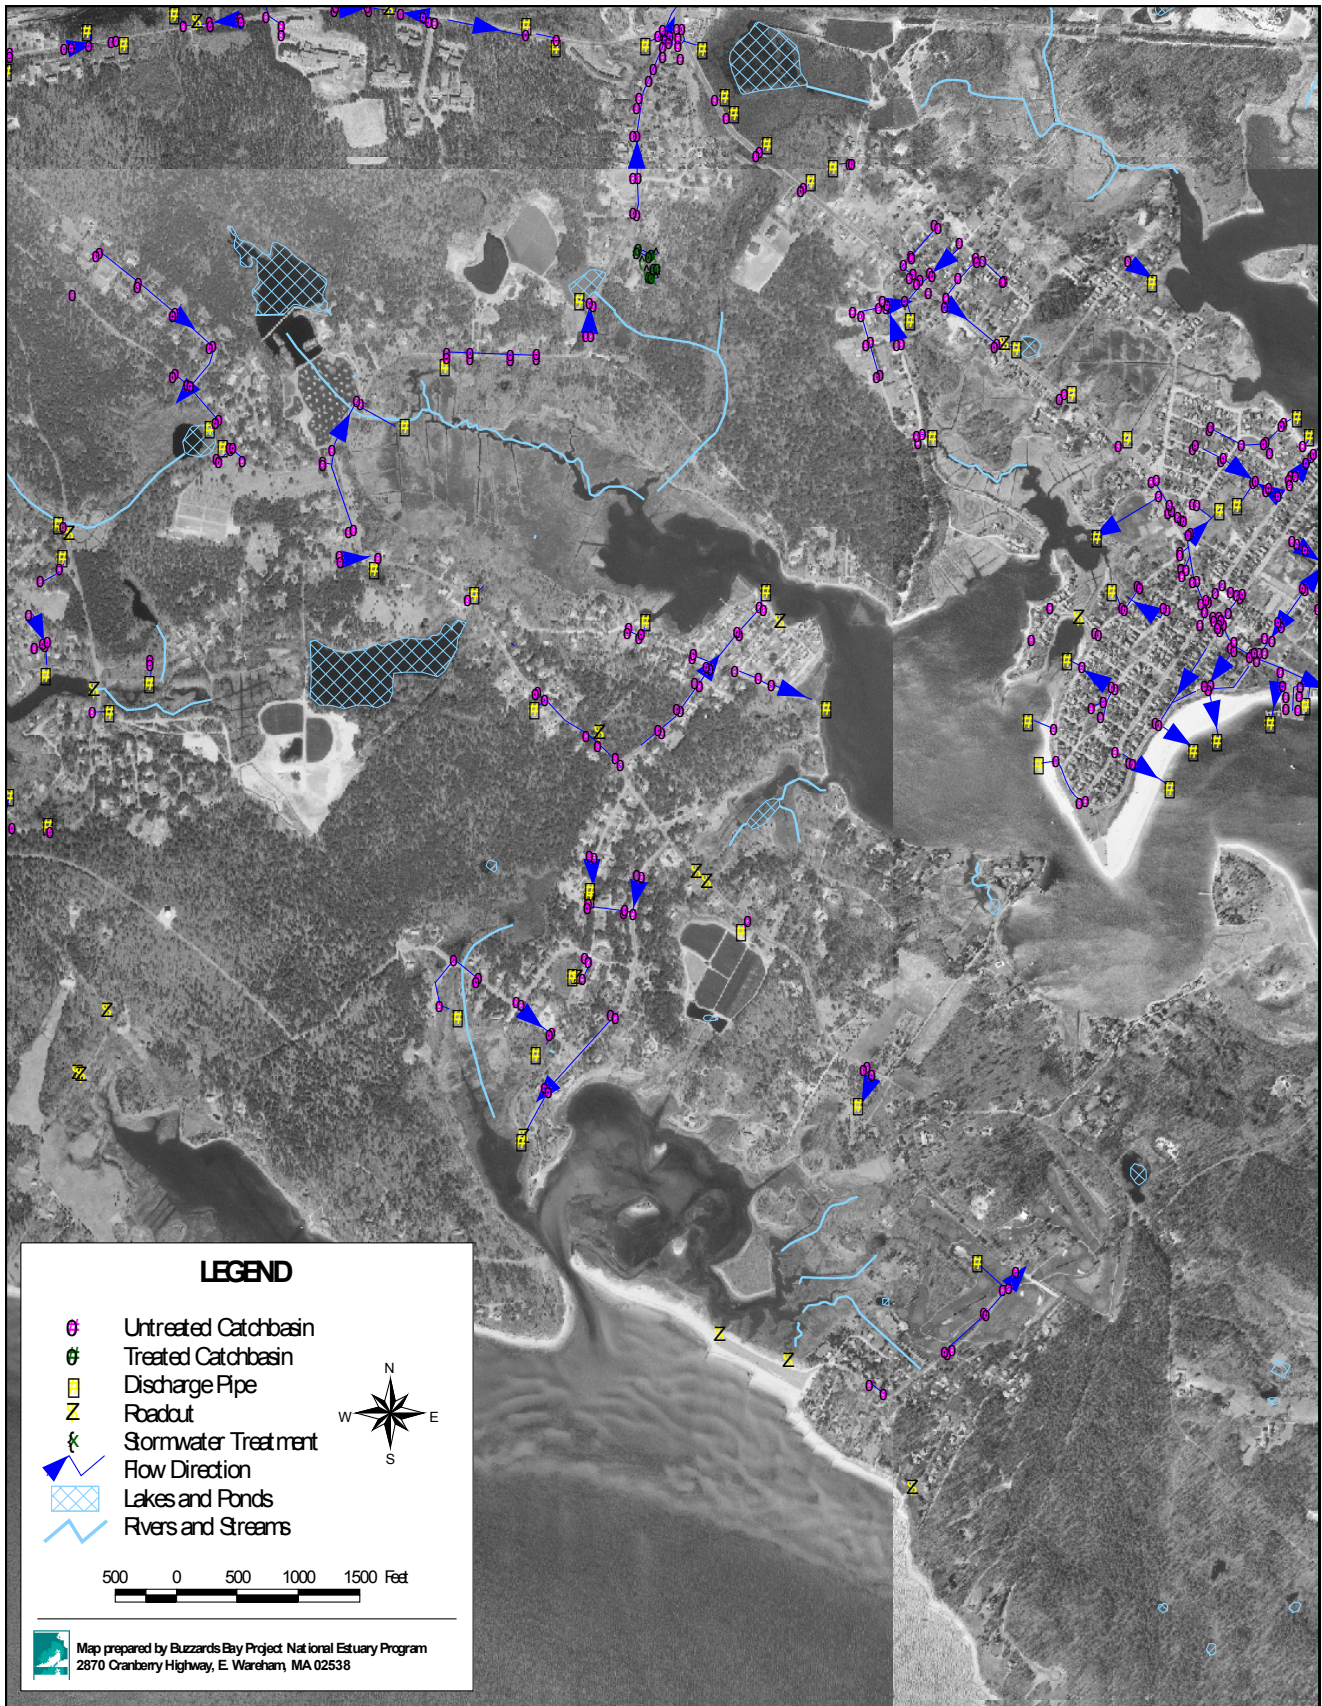 LEGEND
Untreated Catchbasin
Treated Catchbasin
Discharge Pipe
Roadcut
Stormwater Treatment
Flow Direction
Lakes and Ponds
Rivers and Streams
N
W E
S
500 0 500 1000 1500 Feet
Map prepared by Buzzards Bay Project National Estuary Program
2870 Cranberry Highway, E. Wareham, MA 02538